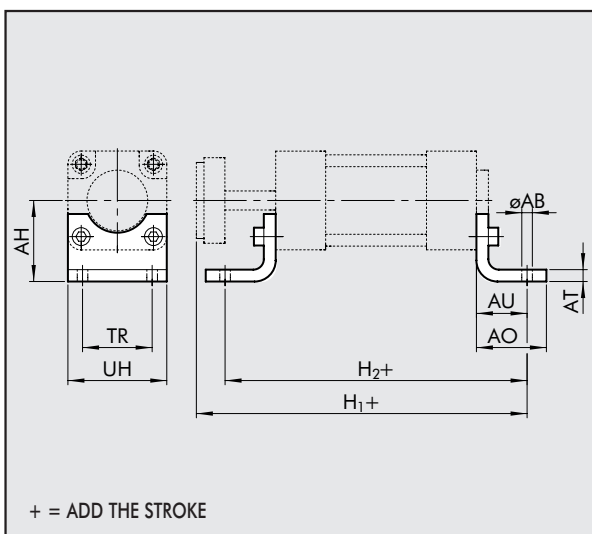 øAB
AH
AT
AU
AO
TR
UH
H₂+
H₁+
+ = ADD THE STROKE